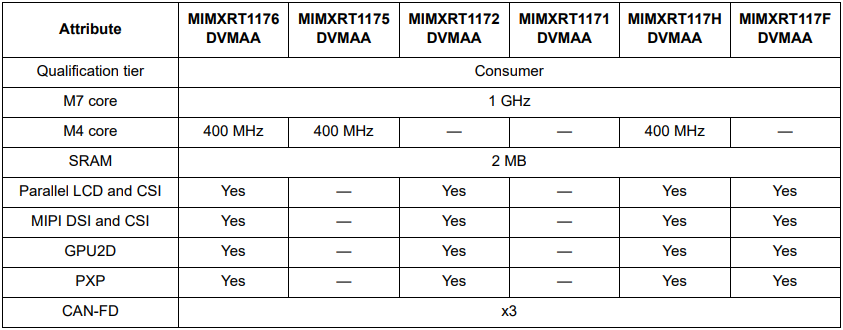 Attribute MIMXRT1176 DVMAA MIMXRT1175 DVMAA MIMXRT1172 DVMAA MIMXRT1171 DVMAA MIMXRT117H DVMAA MIMXRT117F DVMAA
Qualification tier Consumer
M7 core 1 GHz
M4 core 400 MHz 400 MHz — — 400 MHz —
SRAM 2 MB
Parallel LCD and CSI Yes — Yes — Yes Yes
MIPI DSI and CSI Yes — Yes — Yes Yes
GPU2D Yes — Yes — Yes Yes
PXP Yes — Yes — Yes Yes
CAN-FD x3